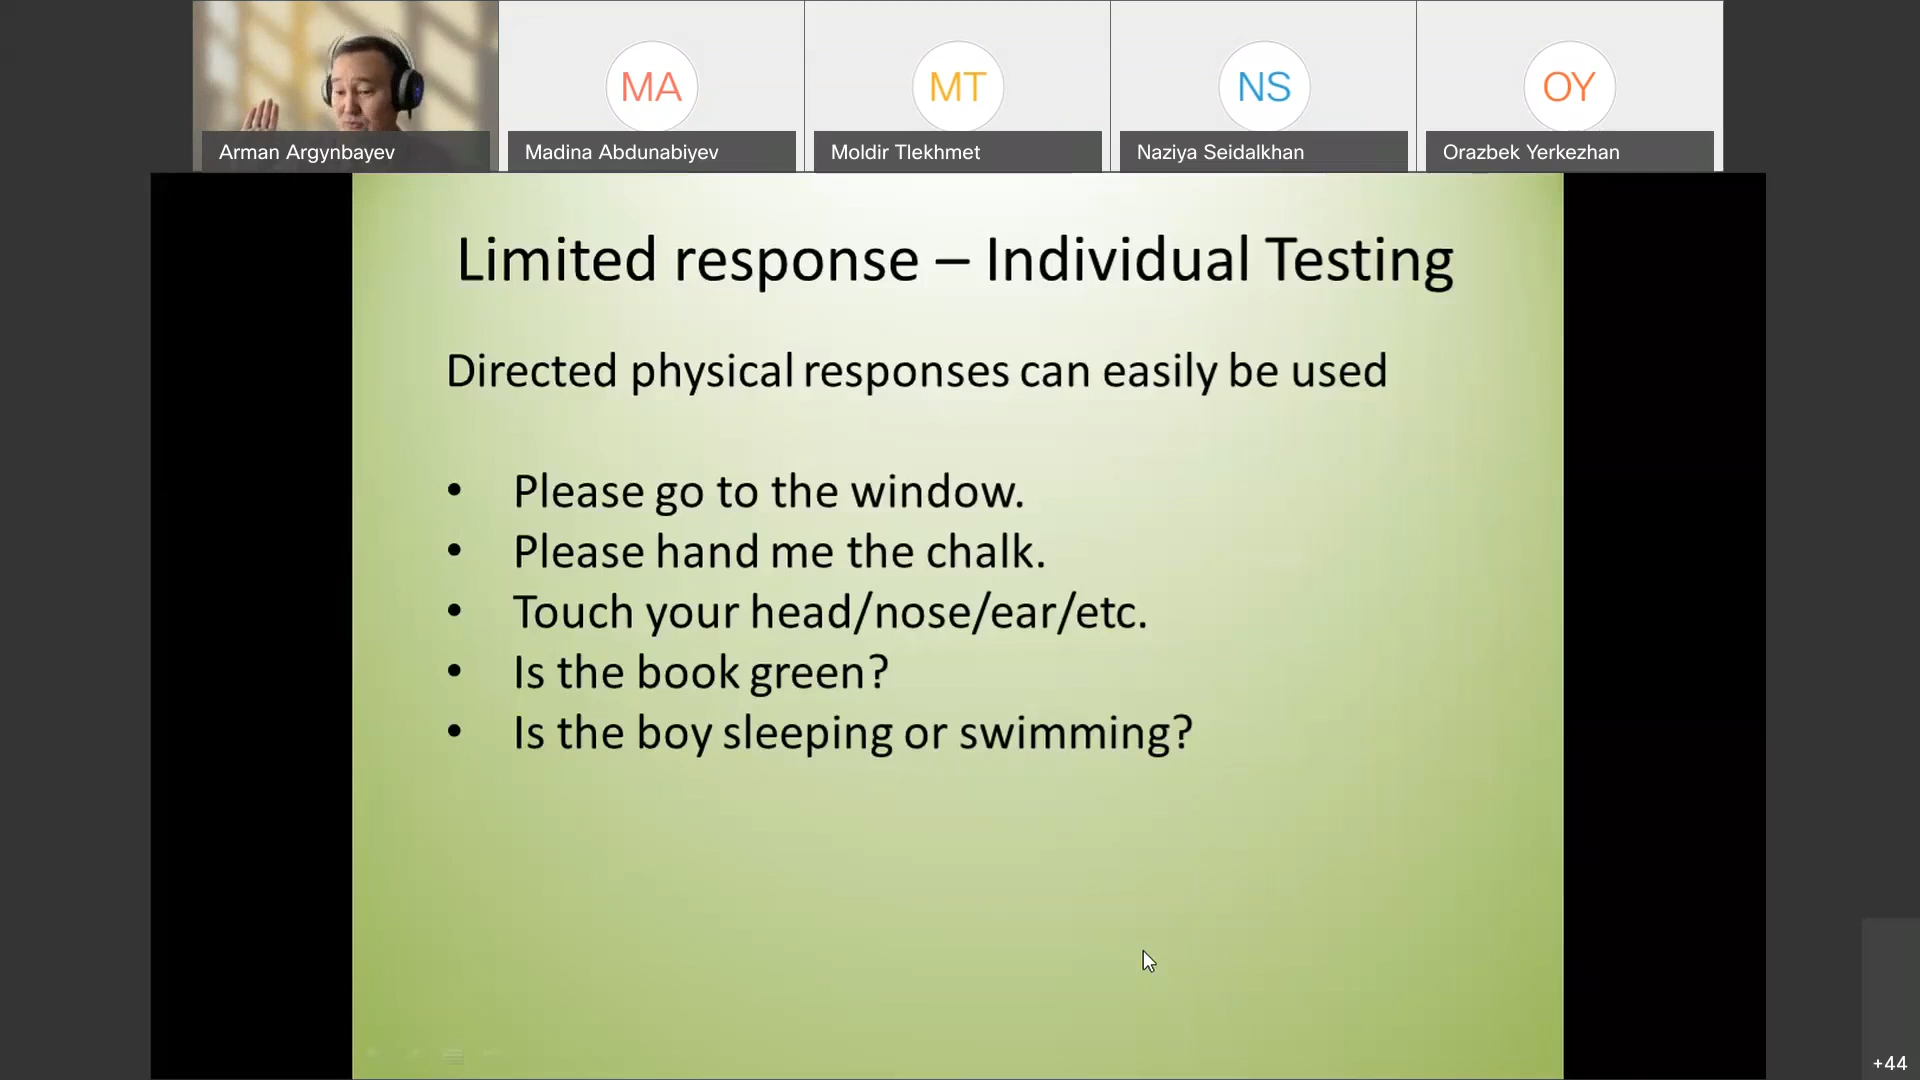 MA
MT
NS
OY
Arman Argynbayev
Madina Abdunabiyev
Moldir Tlekhmet
Naziya Seidalkhan
Orazbek Yerkezhan
Limited response – Individual Testing
Directed physical responses can easily be used
• Please go to the window.
• Please hand me the chalk.
• Touch your head/nose/ear/etc.
• Is the book green?
• Is the boy sleeping or swimming?
+44